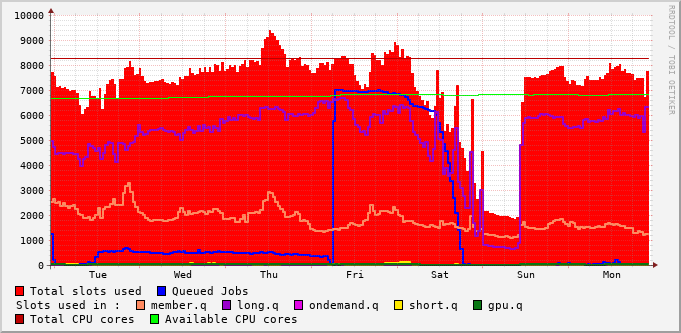 10000
9000
8000
7000
6000
5000
4000
3000
2000
1000
0
Tue Wed Thu Fri Sat Sun Mon
RRDTOOL / TOBI OETIKER
Total slots used Queued Jobs
Slots used in : member.q long.q ondemand.q short.q gpu.q
Total CPU cores Available CPU cores